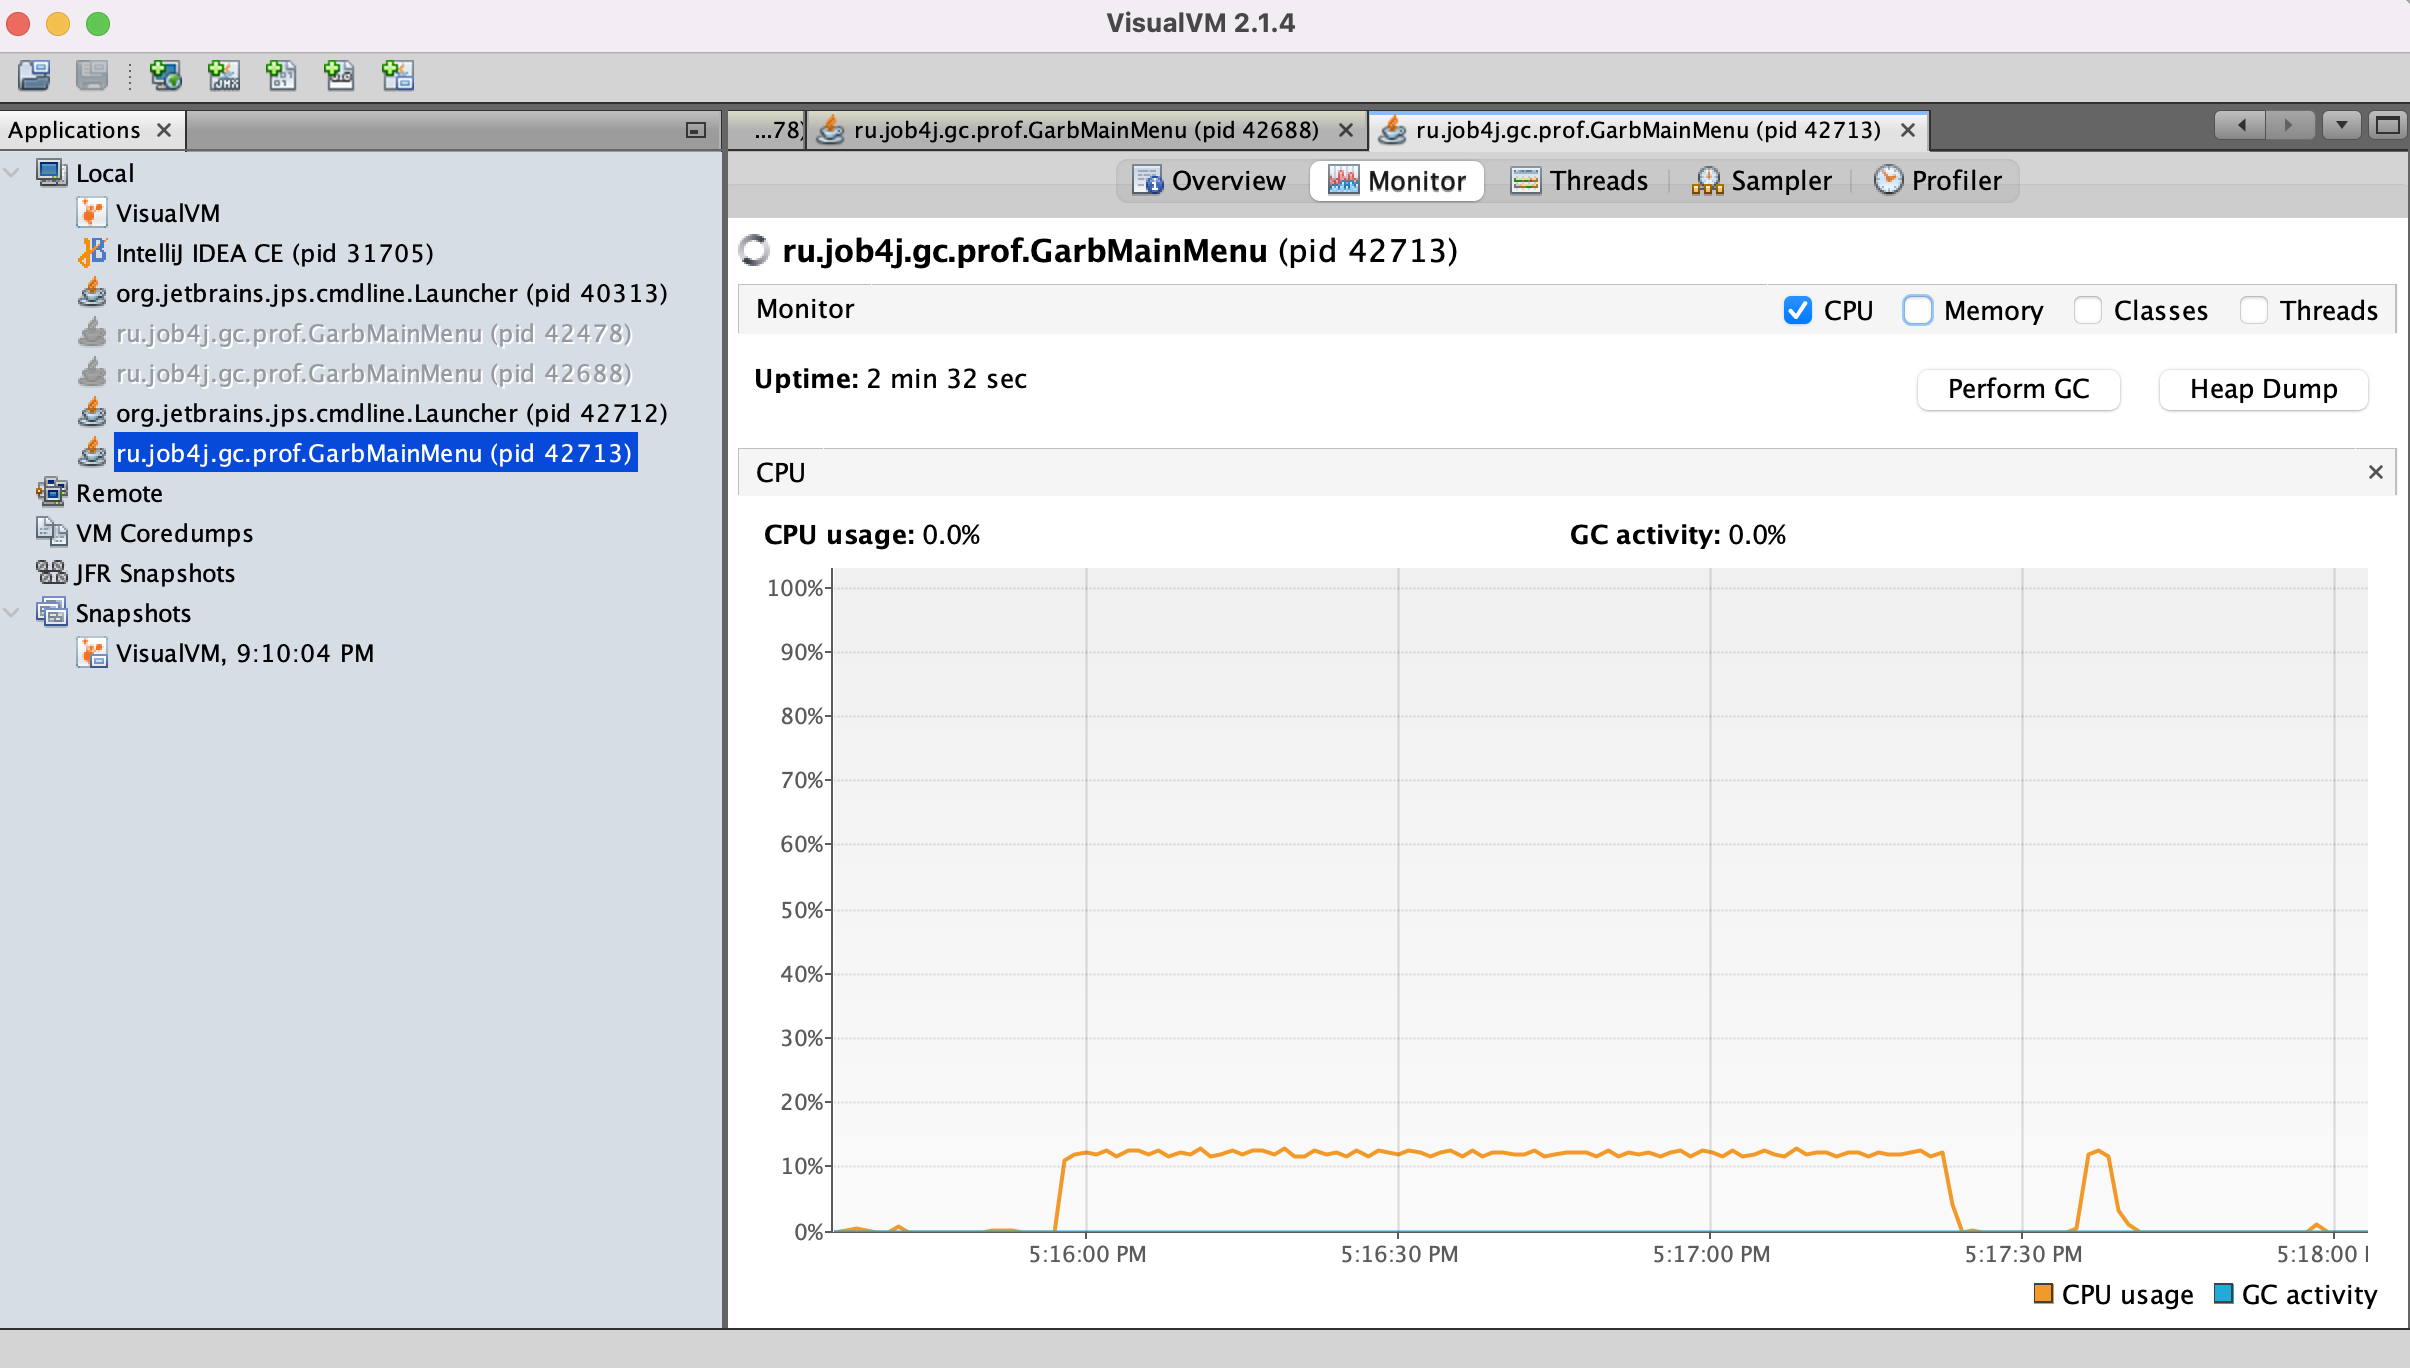 VisualVM 2.1.4
Applications
...78)
ru.job4j.gc.prof.GarbMainMenu (pid 42688)
ru.job4j.gc.prof.GarbMainMenu (pid 42713)
Local
VisualVM
IntelliJ IDEA CE (pid 31705)
org.jetbrains.jps.cmdline.Launcher (pid 40313)
ru.job4j.gc.prof.GarbMainMenu (pid 42478)
ru.job4j.gc.prof.GarbMainMenu (pid 42688)
org.jetbrains.jps.cmdline.Launcher (pid 42712)
ru.job4j.gc.prof.GarbMainMenu (pid 42713)
Remote
VM Coredumps
JFR Snapshots
Snapshots
VisualVM, 9:10:04 PM
Overview
Monitor
Threads
Sampler
Profiler
ru.job4j.gc.prof.GarbMainMenu (pid 42713)
Monitor
CPU
Memory
Classes
Threads
Uptime: 2 min 32 sec
Perform GC
Heap Dump
CPU
CPU usage: 0.0%
GC activity: 0.0%
100%
90%
80%
70%
60%
50%
40%
30%
20%
10%
0%
5:16:00 PM
5:16:30 PM
5:17:00 PM
5:17:30 PM
5:18:00
CPU usage
GC activity